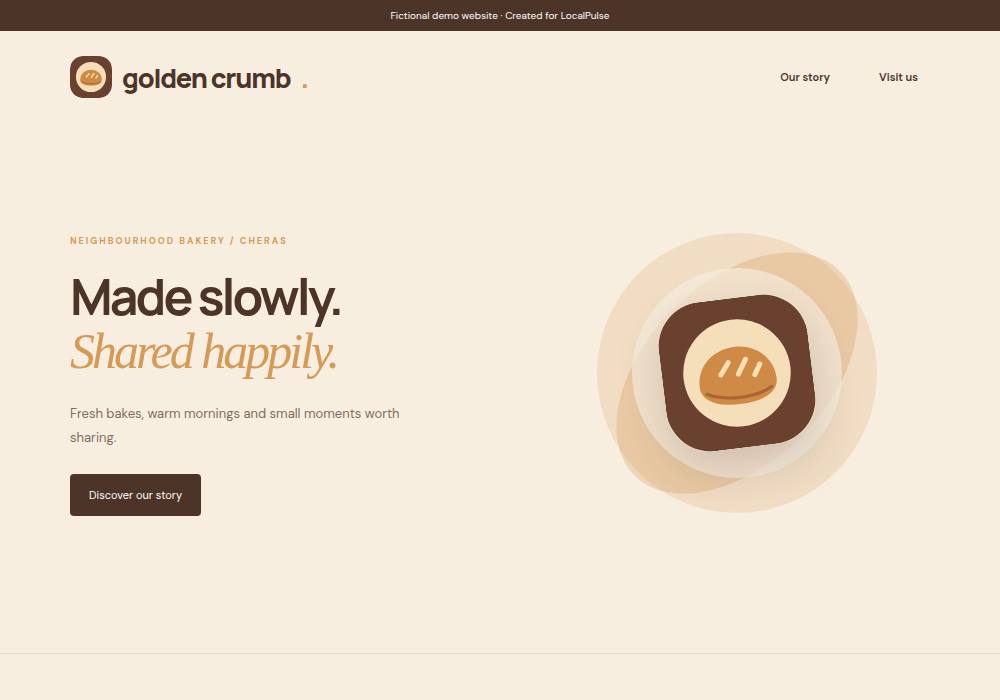 Fictional demo website · Created for LocalPulse
golden crumb .
Our story
Visit us
NEIGHBOURHOOD BAKERY / CHERAS
Made slowly.
Shared happily.
Fresh bakes, warm mornings and small moments worth
sharing.
Discover our story